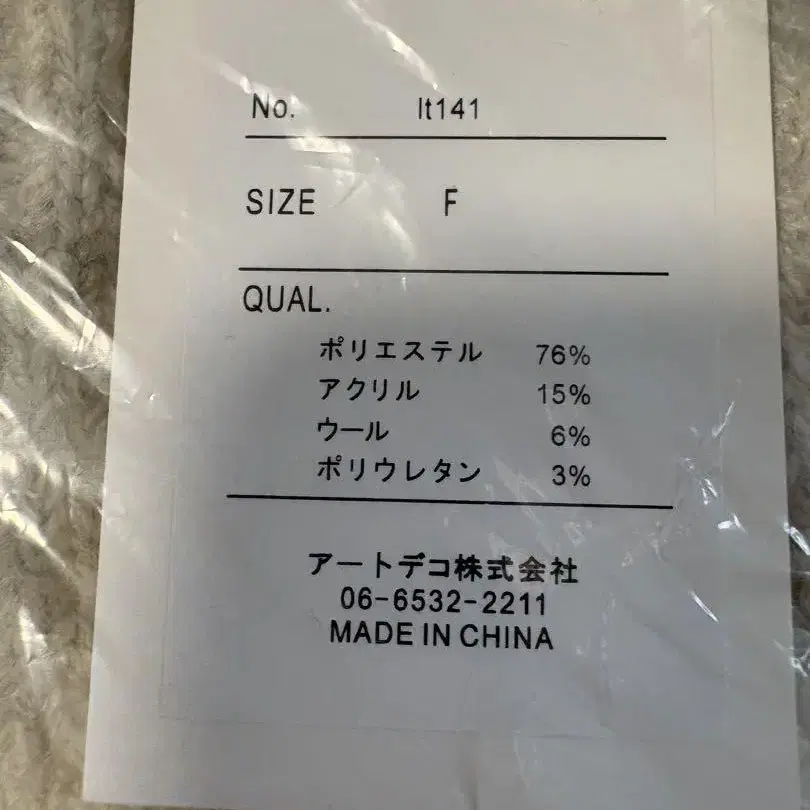 No. lt141
SIZE F
QUAL.
ポリエステル 76%
アクリル 15%
ウール 6%
ポリウレタン 3%
アートデコ株式会社
06-6532-2211
MADE IN CHINA